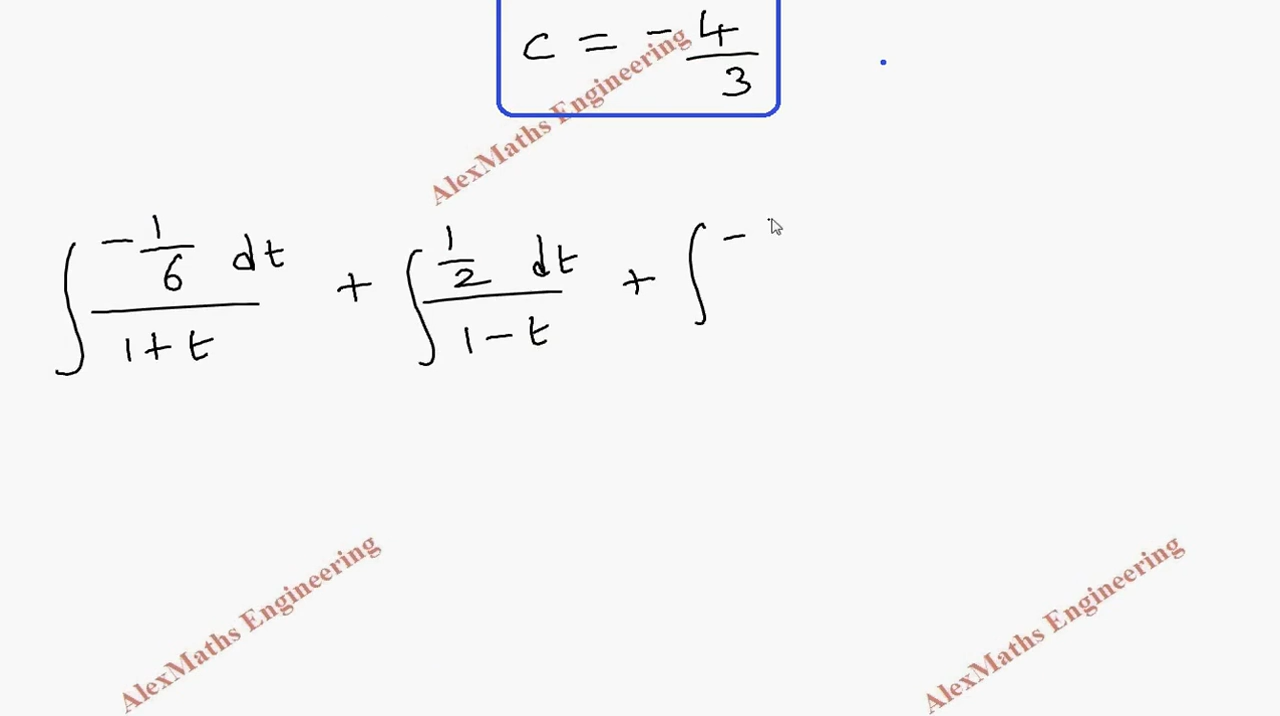 c = - 4/3
AlexMaths Engineering
∫ (-1/6 dt)/(1+t) + ∫ (1/2 dt)/(1-t) + ∫ -
AlexMaths Engineering
AlexMaths Engineering